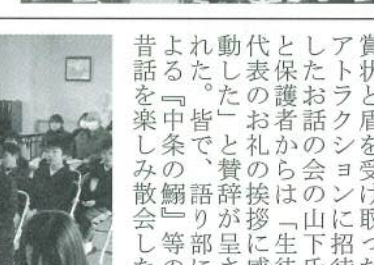 賞状と盾を受け取った
アトラクションに招待
したお話の会の山下氏
と保護者からは「生徒
代表のお礼の挨拶に感
動した」と賛辞が呈さ
れた。皆で、語り部に
よる『中条の鰯』等の
昔話を楽しみ散会した